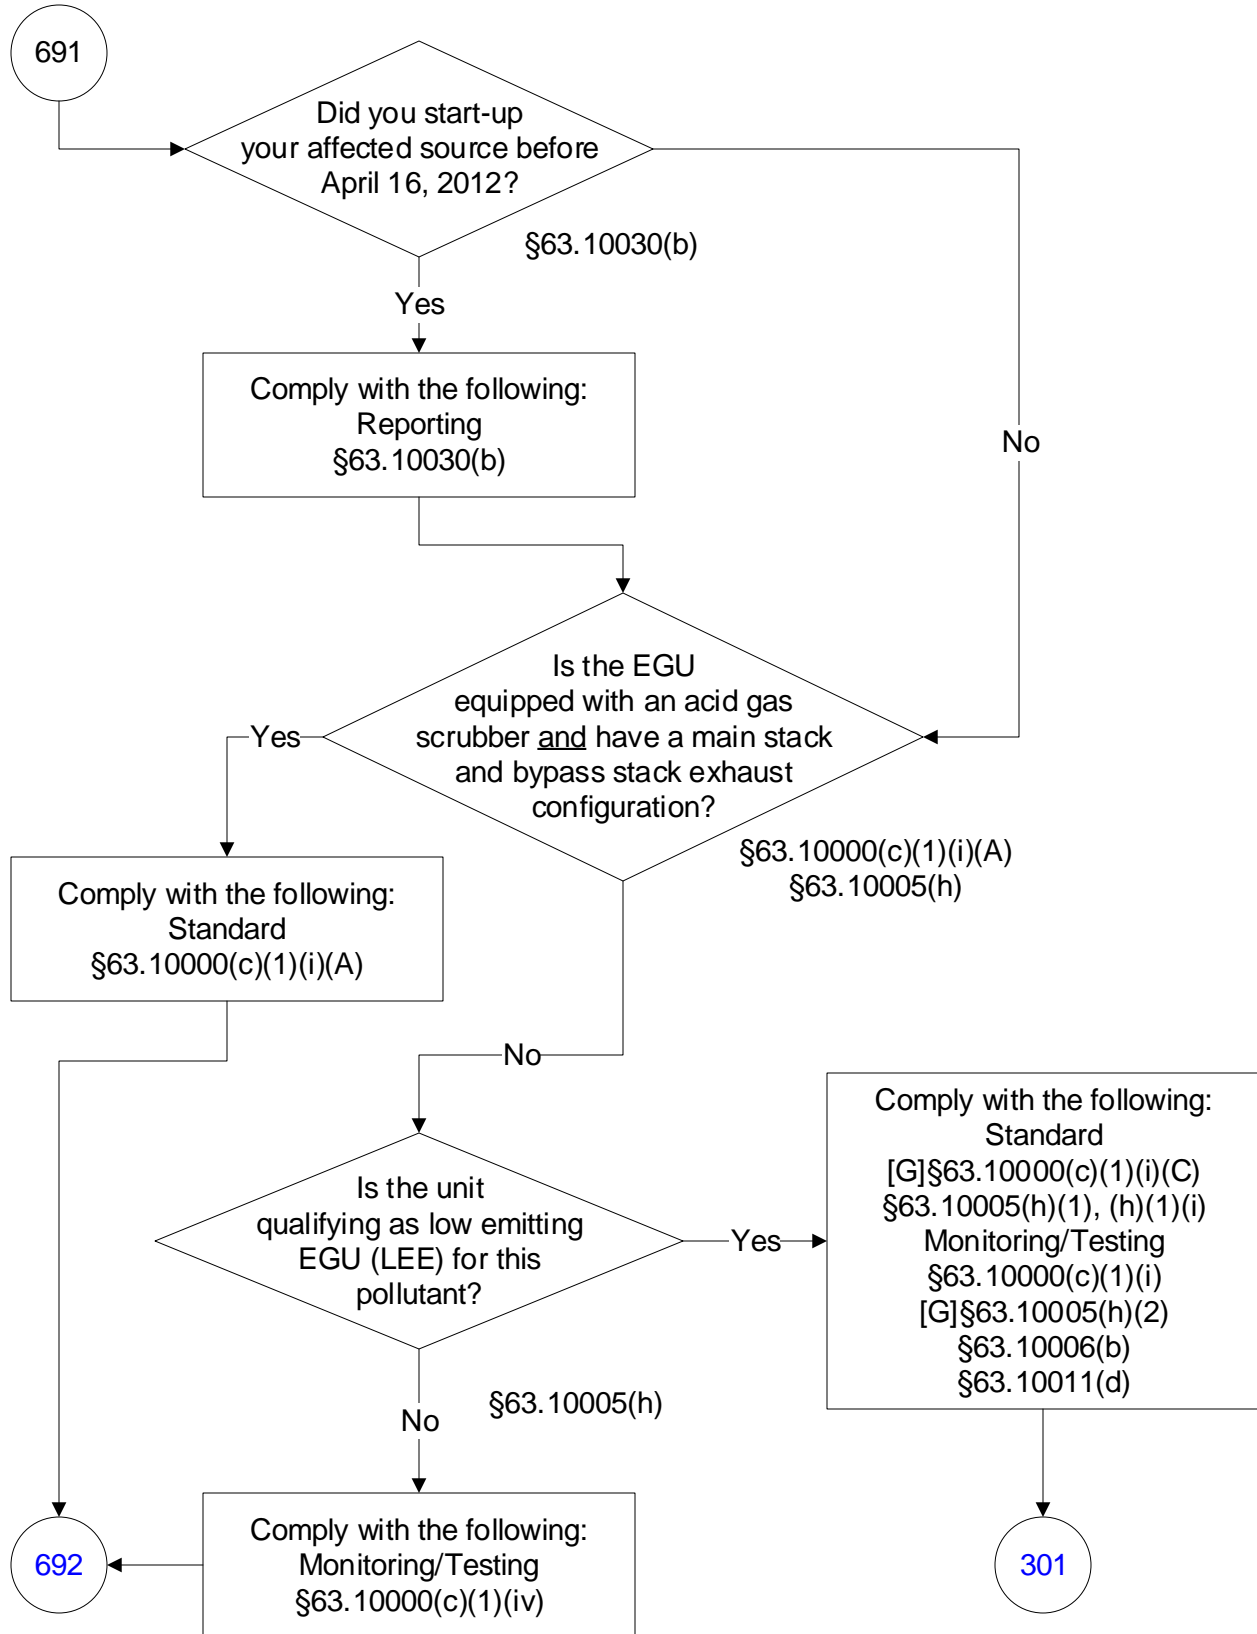 691
Did you start-up
your affected source before
April 16, 2012?
§63.10030(b)
Yes
Comply with the following:
Reporting
§63.10030(b)
No
Is the EGU
equipped with an acid gas
scrubber and have a main stack
and bypass stack exhaust
configuration?
Yes
§63.10000(c)(1)(i)(A)
§63.10005(h)
Comply with the following:
Standard
§63.10000(c)(1)(i)(A)
No
Is the unit
qualifying as low emitting
EGU (LEE) for this
pollutant?
Yes
Comply with the following:
Standard
[G]§63.10000(c)(1)(i)(C)
§63.10005(h)(1), (h)(1)(i)
Monitoring/Testing
§63.10000(c)(1)(i)
[G]§63.10005(h)(2)
§63.10006(b)
§63.10011(d)
§63.10005(h)
No
692
Comply with the following:
Monitoring/Testing
§63.10000(c)(1)(iv)
301